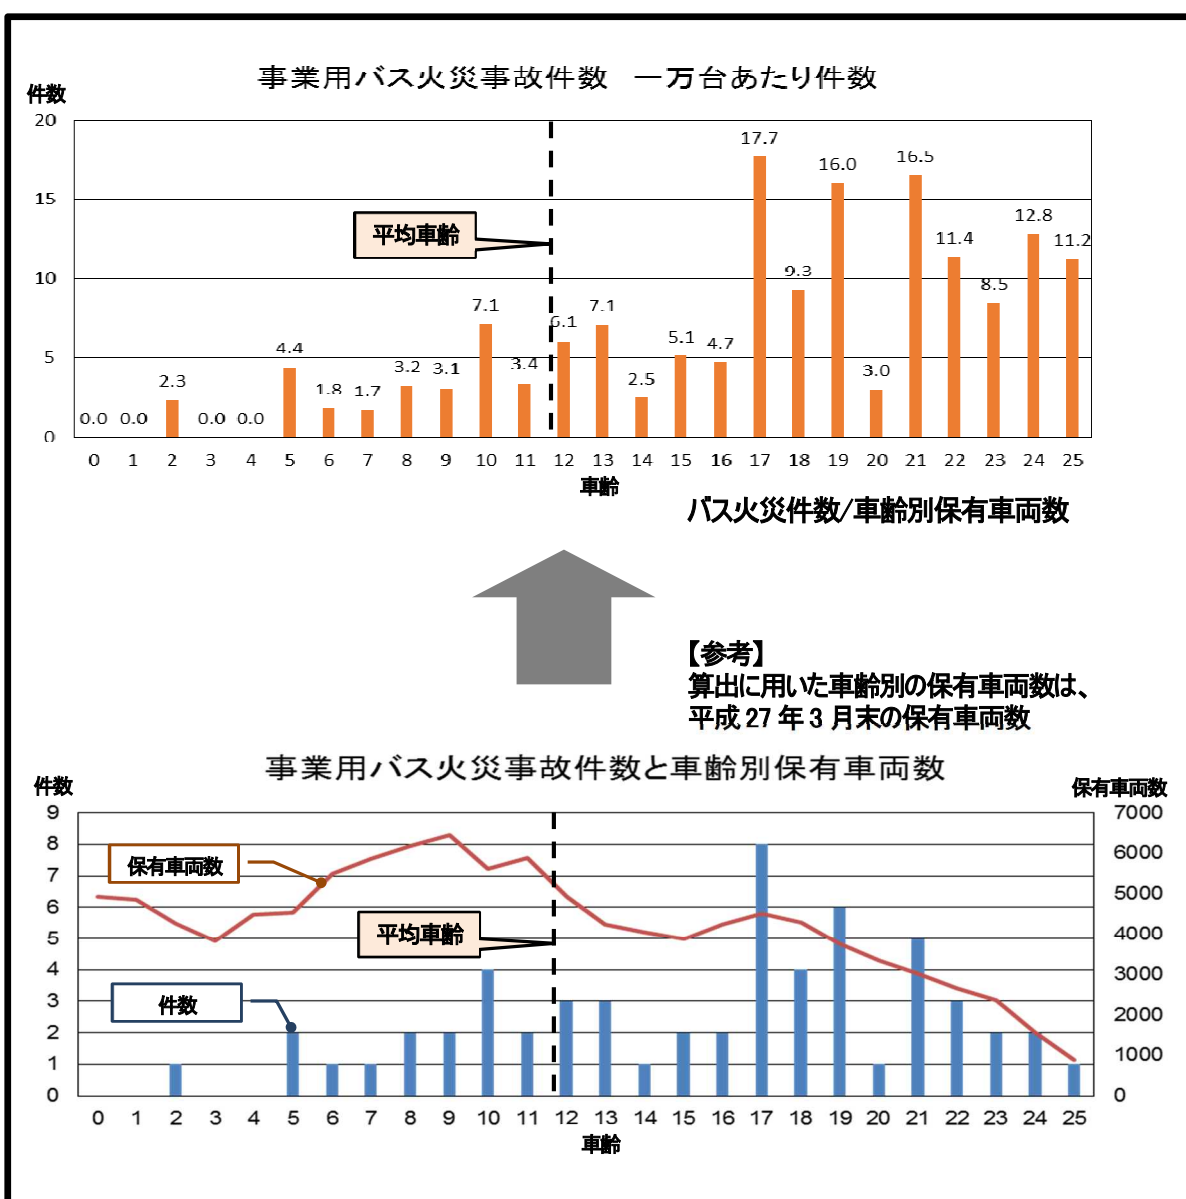 事業用バス火災事故件数　一万台あたり件数
件数
20
15
10
5
0
平均車齢
0.0 0.0 2.3 0.0 0.0 4.4 1.8 1.7 3.2 3.1 7.1 3.4 6.1 7.1 2.5 5.1 4.7 17.7 9.3 16.0 3.0 16.5 11.4 8.5 12.8 11.2
0 1 2 3 4 5 6 7 8 9 10 11 12 13 14 15 16 17 18 19 20 21 22 23 24 25
車齢
バス火災件数/車齢別保有車両数
【参考】
算出に用いた車齢別の保有車両数は、
平成 27 年 3 月末の保有車両数
事業用バス火災事故件数と車齢別保有車両数
件数
保有車両数
9
8
7
6
5
4
3
2
1
0
7000
6000
5000
4000
3000
2000
1000
0
保有車両数
平均車齢
件数
0 1 2 3 4 5 6 7 8 9 10 11 12 13 14 15 16 17 18 19 20 21 22 23 24 25
車齢